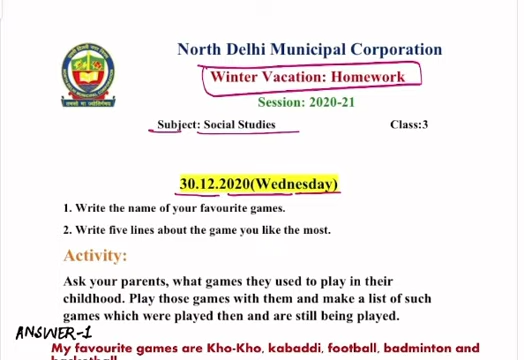 North Delhi Municipal Corporation
Winter Vacation: Homework
Session: 2020-21
Subject: Social Studies Class:3
30.12.2020(Wednesday)
1. Write the name of your favourite games.
2. Write five lines about the game you like the most.
Activity:
Ask your parents, what games they used to play in their
childhood. Play those games with them and make a list of such
games which were played then and are still being played.
ANSWER-1
My favourite games are Kho-Kho, kabaddi, football, badminton and